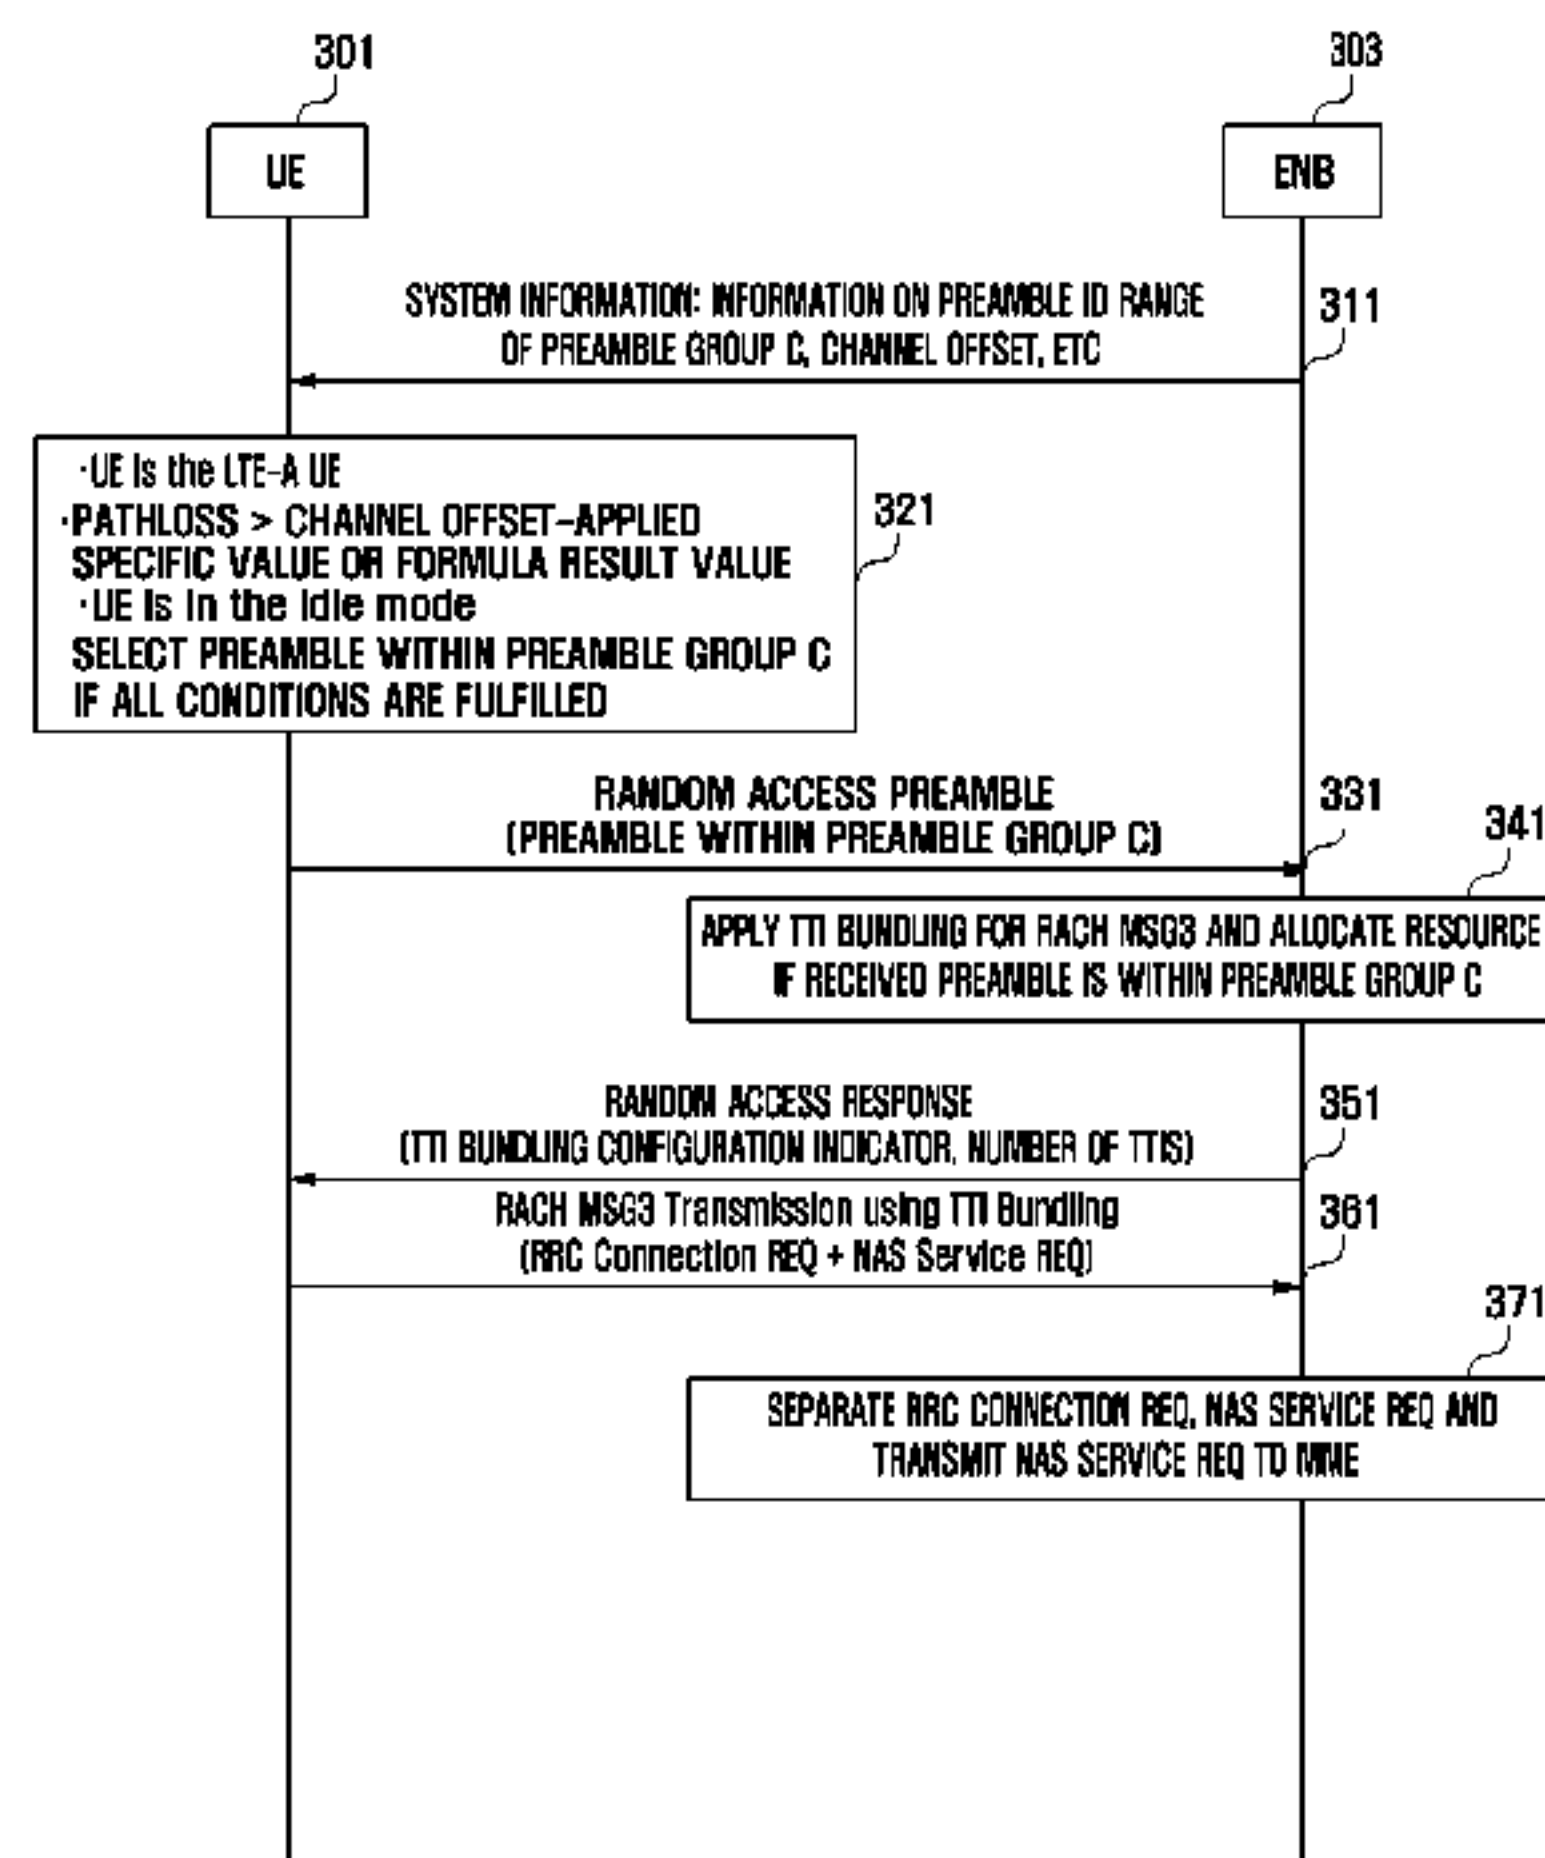 301
303
UE
ENB
SYSTEM INFORMATION: INFORMATION ON PREAMBLE ID RANGE
OF PREAMBLE GROUP C, CHANNEL OFFSET, ETC
311
·UE is the LTE-A UE
·PATHLOSS > CHANNEL OFFSET-APPLIED
SPECIFIC VALUE OR FORMULA RESULT VALUE
·UE is in the idle mode
SELECT PREAMBLE WITHIN PREAMBLE GROUP C
IF ALL CONDITIONS ARE FULFILLED
321
RANDOM ACCESS PREAMBLE
(PREAMBLE WITHIN PREAMBLE GROUP C)
331
341
APPLY TTI BUNDLING FOR RACH MSG3 AND ALLOCATE RESOURCE
IF RECEIVED PREAMBLE IS WITHIN PREAMBLE GROUP C
RANDOM ACCESS RESPONSE
(TTI BUNDLING CONFIGURATION INDICATOR, NUMBER OF TTIS)
351
RACH MSG3 Transmission using TTI Bundling
(RRC Connection REQ + NAS Service REQ)
361
371
SEPARATE RRC CONNECTION REQ, NAS SERVICE REQ AND
TRANSMIT NAS SERVICE REQ TO MME